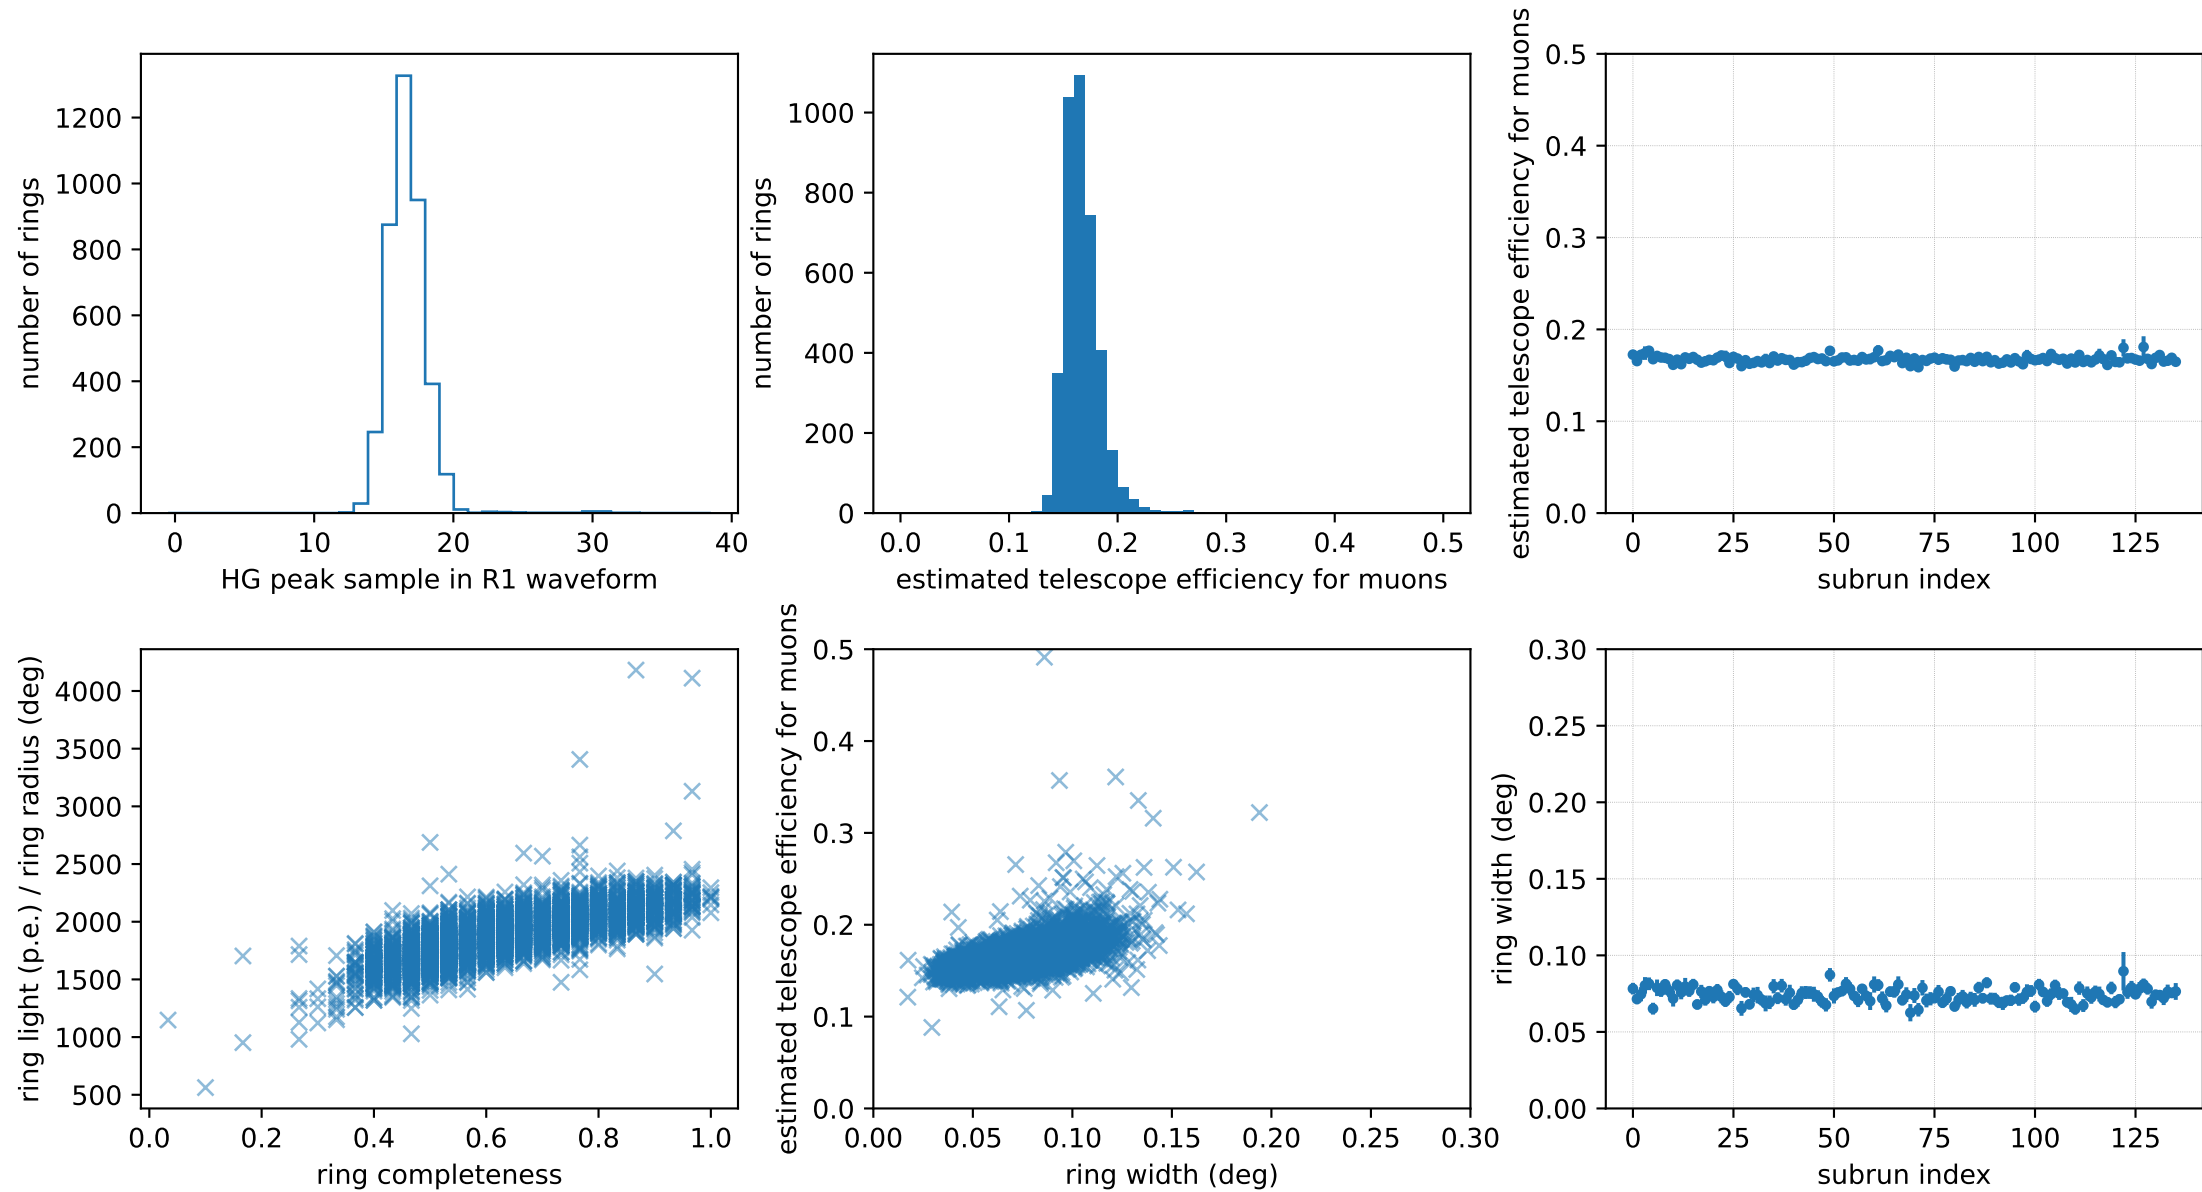 1200
1000
800
600
400
200
0
number of rings
0 10 20 30 40
HG peak sample in R1 waveform
1000
800
600
400
200
0
number of rings
0.0 0.1 0.2 0.3 0.4 0.5
estimated telescope efficiency for muons
0.5
0.4
0.3
0.2
0.1
0.0
estimated telescope efficiency for muons
0 25 50 75 100 125
subrun index
4000
3500
3000
2500
2000
1500
1000
500
ring light (p.e.) / ring radius (deg)
0.0 0.2 0.4 0.6 0.8 1.0
ring completeness
0.5
0.4
0.3
0.2
0.1
0.0
estimated telescope efficiency for muons
0.00 0.05 0.10 0.15 0.20 0.25 0.30
ring width (deg)
0.30
0.25
0.20
0.15
0.10
0.05
0.00
ring width (deg)
0 25 50 75 100 125
subrun index